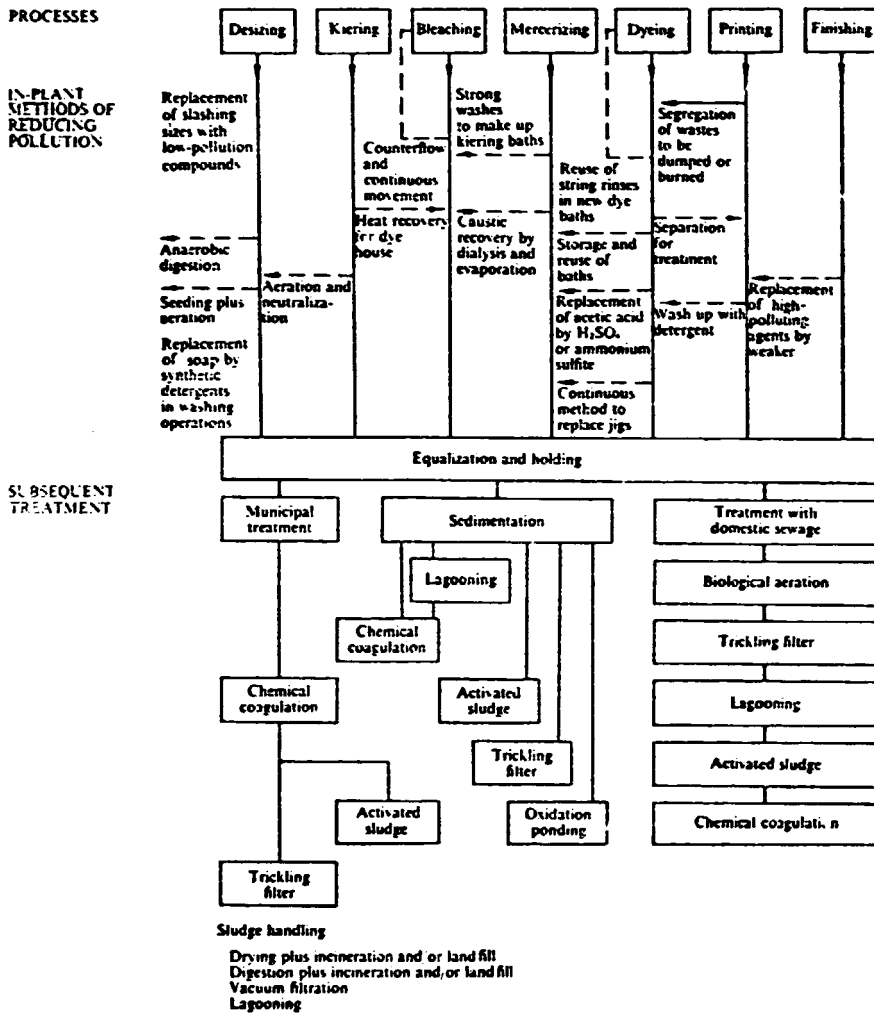 PROCESSES
Desizing
Kiering
Bleaching
Mercerizing
Dyeing
Printing
Finishing
IN-PLANT
METHODS OF
REDUCING
POLLUTION
Replacement
of slashing
sizes with
low-pollution
compounds
Anaerobic
digestion
Seeding plus
aeration
Replacement
of soap by
synthetic
detergents
in washing
operations
Aeration and
neutraliza-
tion
Counterflow
and
continuous
movement
Heat recovery
for dye
house
Strong
washes
to make up
kiering baths
Caustic
recovery by
dialysis and
evaporation
Reuse of
string rinses
in new dye
baths
Storage and
reuse of
baths
Replacement
of acetic acid
by H₂SO₄
or ammonium
sulfite
Continuous
method to
replace jigs
Segregation
of wastes
to be
dumped or
burned
Separation
for
treatment
Wash up with
detergent
Replacement
of high-
polluting
agents by
weaker
Equalization and holding
SUBSEQUENT
TREATMENT
Municipal
treatment
Chemical
coagulation
Activated
sludge
Trickling
filter
Sedimentation
Lagooning
Chemical
coagulation
Activated
sludge
Trickling
filter
Oxidation
ponding
Treatment with
domestic sewage
Biological aeration
Trickling filter
Lagooning
Activated sludge
Chemical coagulation
Sludge handling
Drying plus incineration and/or land fill
Digestion plus incineration and/or land fill
Vacuum filtration
Lagooning